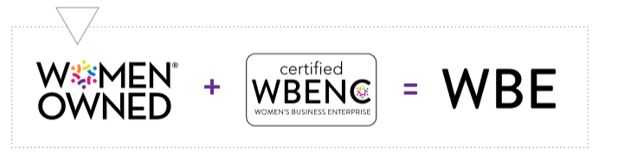 WOMEN®
OWNED
+
certified
WBENC
WOMEN'S BUSINESS ENTERPRISE
=
WBE